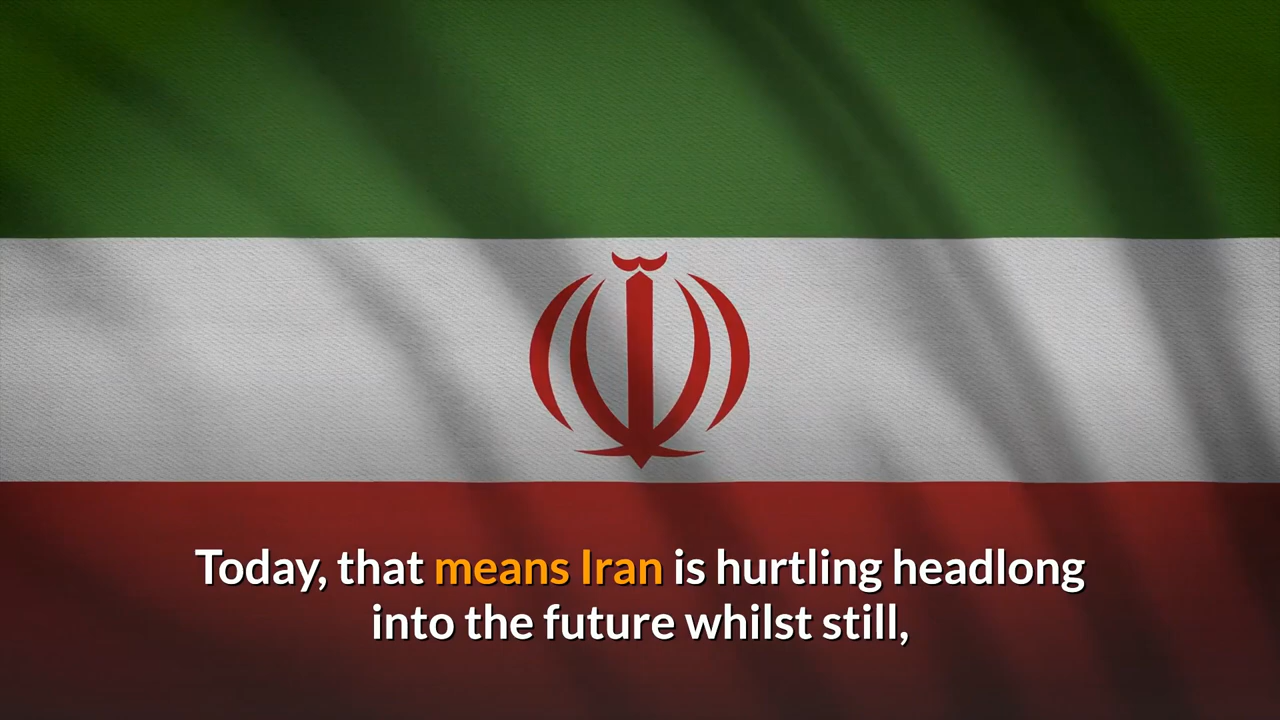 Today, that means Iran is hurtling headlong
into the future whilst still,